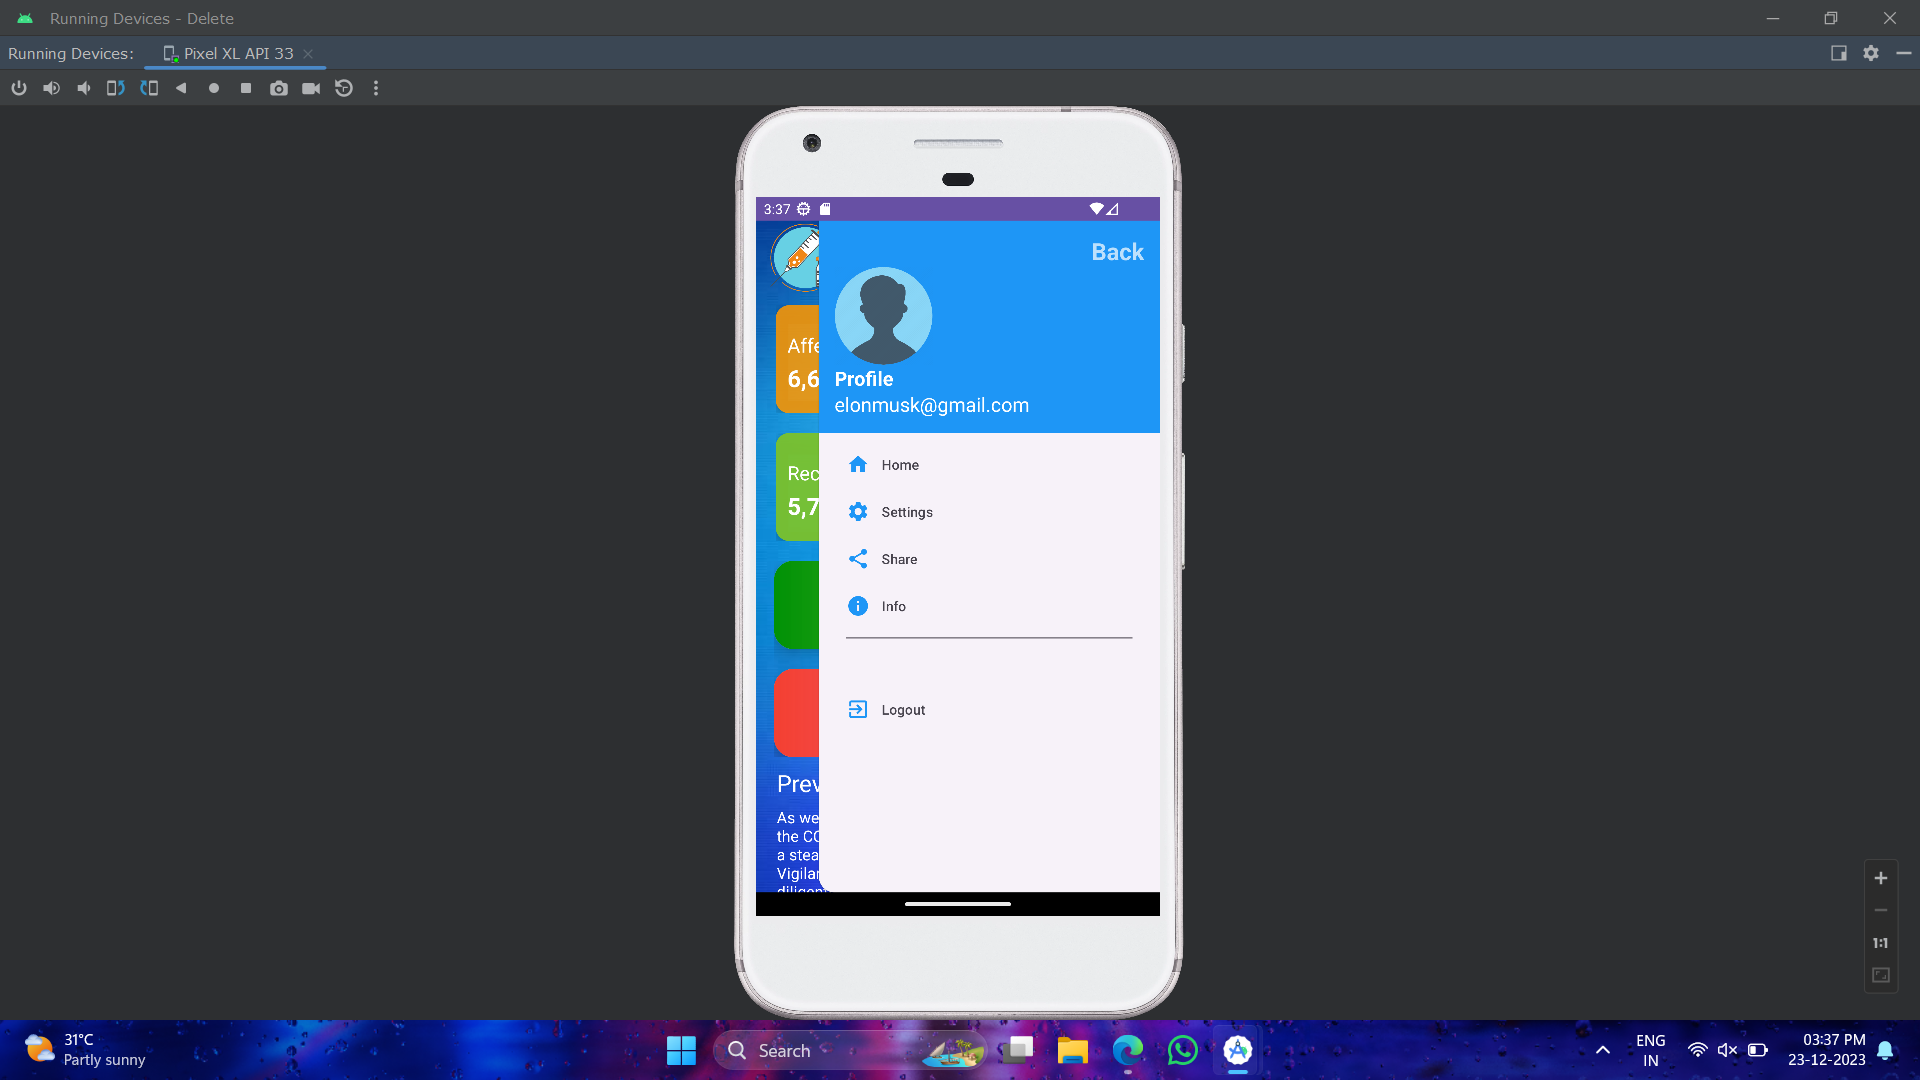 Running Devices - Delete
Running Devices:
Pixel XL API 33
3:37
Back
Profile
elonmusk@gmail.com
Affe
6,6
Rec
5,7
Home
Settings
Share
Info
Logout
Prev
As we
the CO
a stea
Vigilan
1:1
31°C
Partly sunny
Search
ENG
IN
03:37 PM
23-12-2023